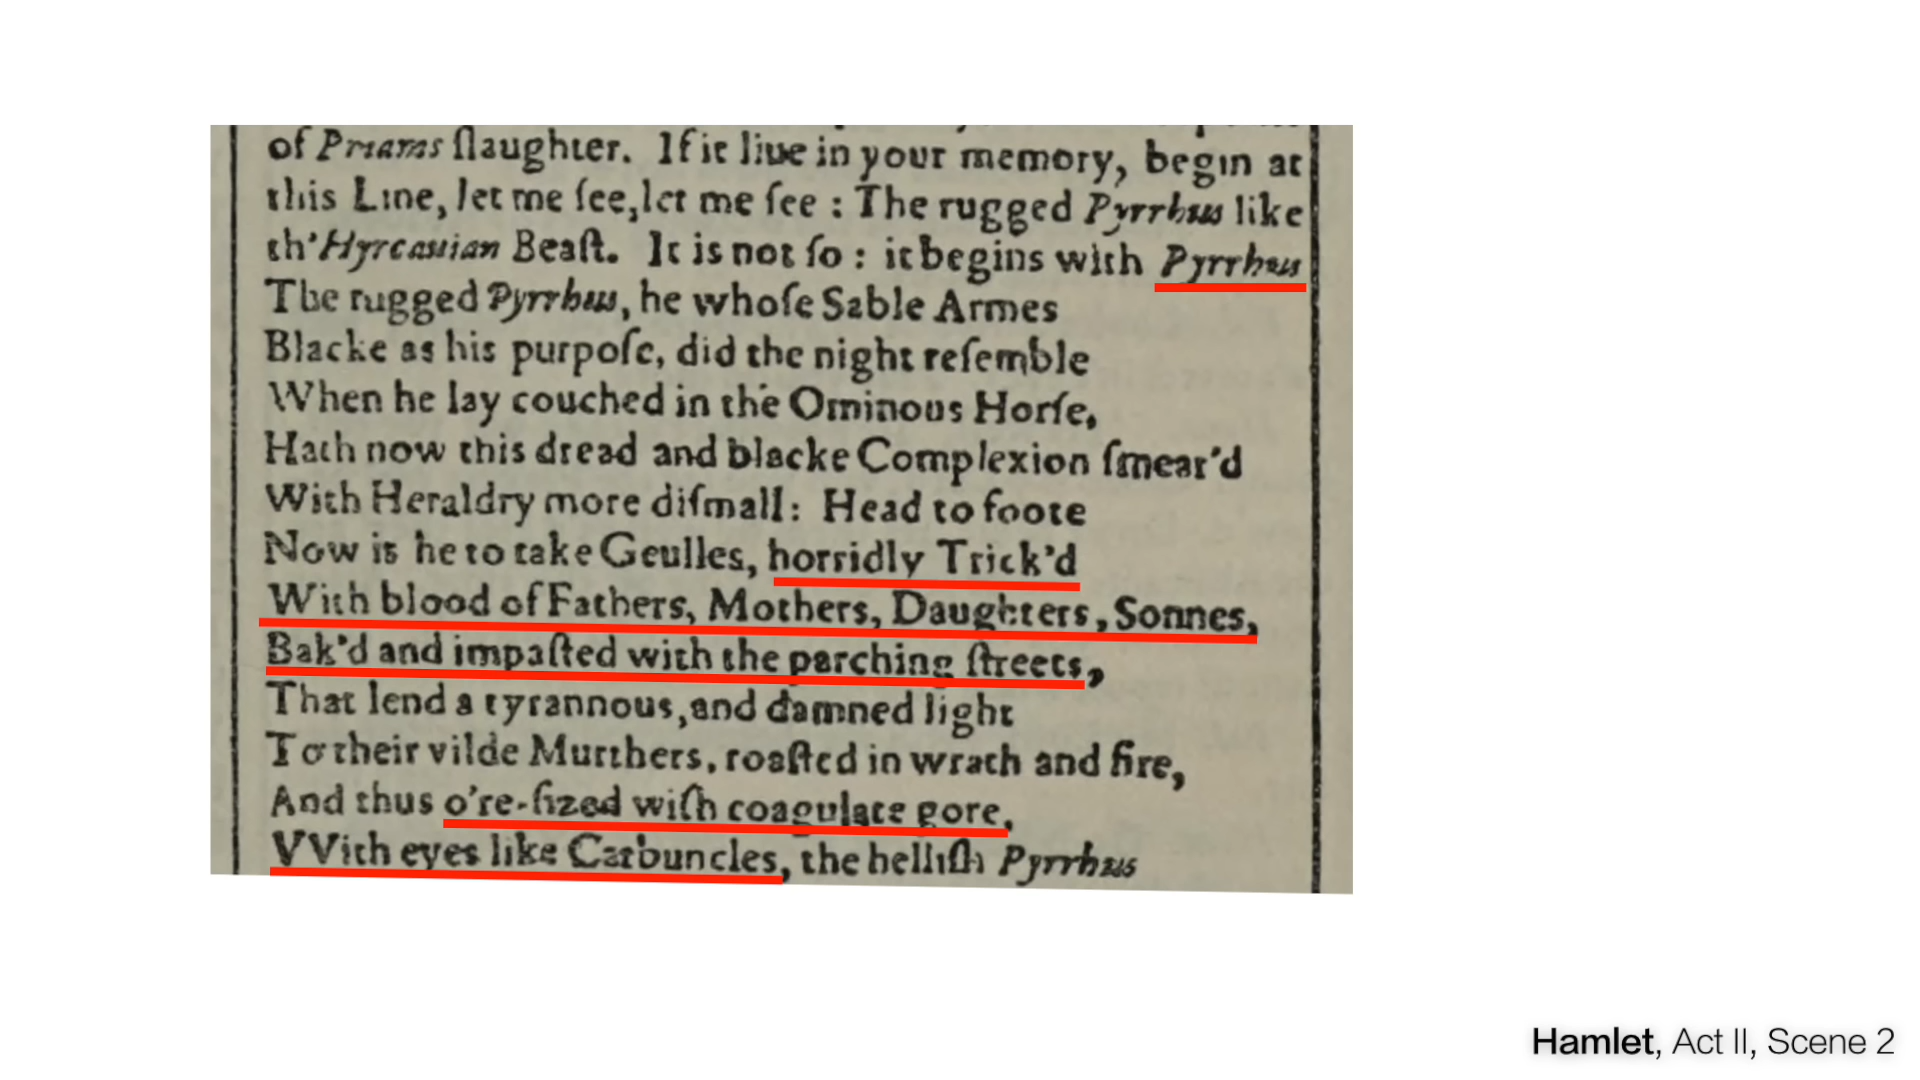 of Priams ſlaughter. If it liue in your memory, begin at
this Line, let me ſee, let me ſee : The rugged Pyrrhus like
th'Hyrcanian Beaſt. It is not ſo : it begins with Pyrrhus
The rugged Pyrrhus, he whoſe Sable Armes
Blacke as his purpoſe, did the night reſemble
When he lay couched in the Ominous Horſe,
Hath now this dread and blacke Complexion ſmear'd
With Heraldry more diſmall: Head to foote
Now is he to take Geulles, horridly Trick'd
With blood of Fathers, Mothers, Daughters, Sonnes,
Bak'd and impaſted with the parching ſtreets,
That lend a tyrannous, and damned light
To their vilde Murthers, roaſted in wrath and fire,
And thus o're-ſized wiſh coagulate gore,
VVith eyes like Carbuncles, the helliſh Pyrrhus
Hamlet, Act II, Scene 2